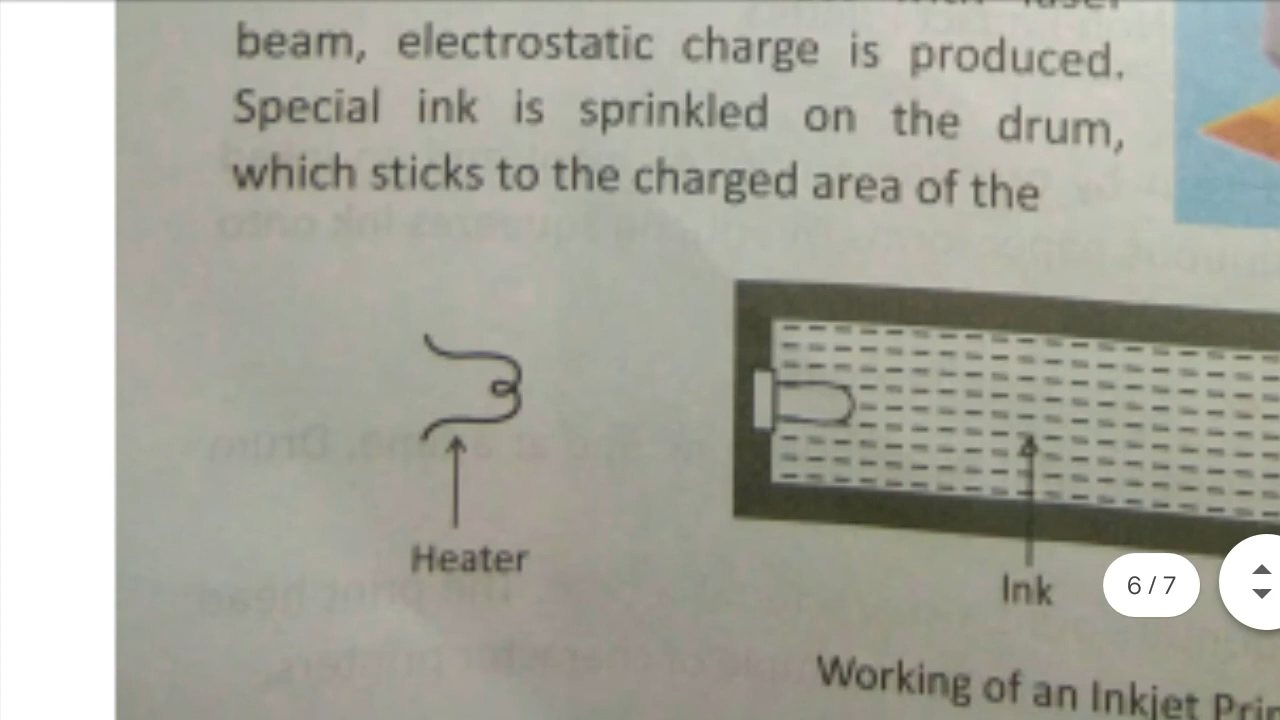 beam, electrostatic charge is produced.
Special ink is sprinkled on the drum,
which sticks to the charged area of the
Heater
Ink
6 / 7
Working of an Inkjet